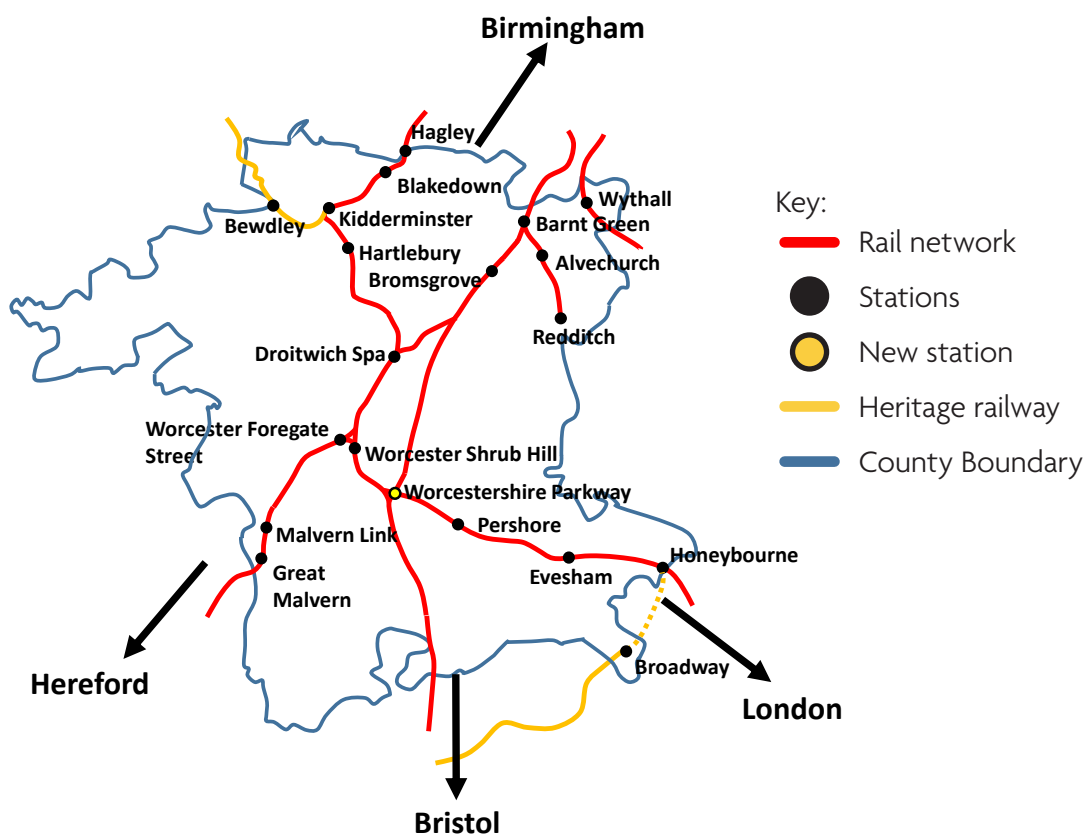 Birmingham
Hagley
Blakedown
Wythall
Kidderminster
Bewdley
Barnt Green
Hartlebury
Alvechurch
Bromsgrove
Redditch
Droitwich Spa
Worcester Foregate
Street
Worcester Shrub Hill
Worcestershire Parkway
Pershore
Malvern Link
Honeybourne
Evesham
Great
Malvern
Broadway
Hereford
London
Bristol
Key:
Rail network
Stations
New station
Heritage railway
County Boundary